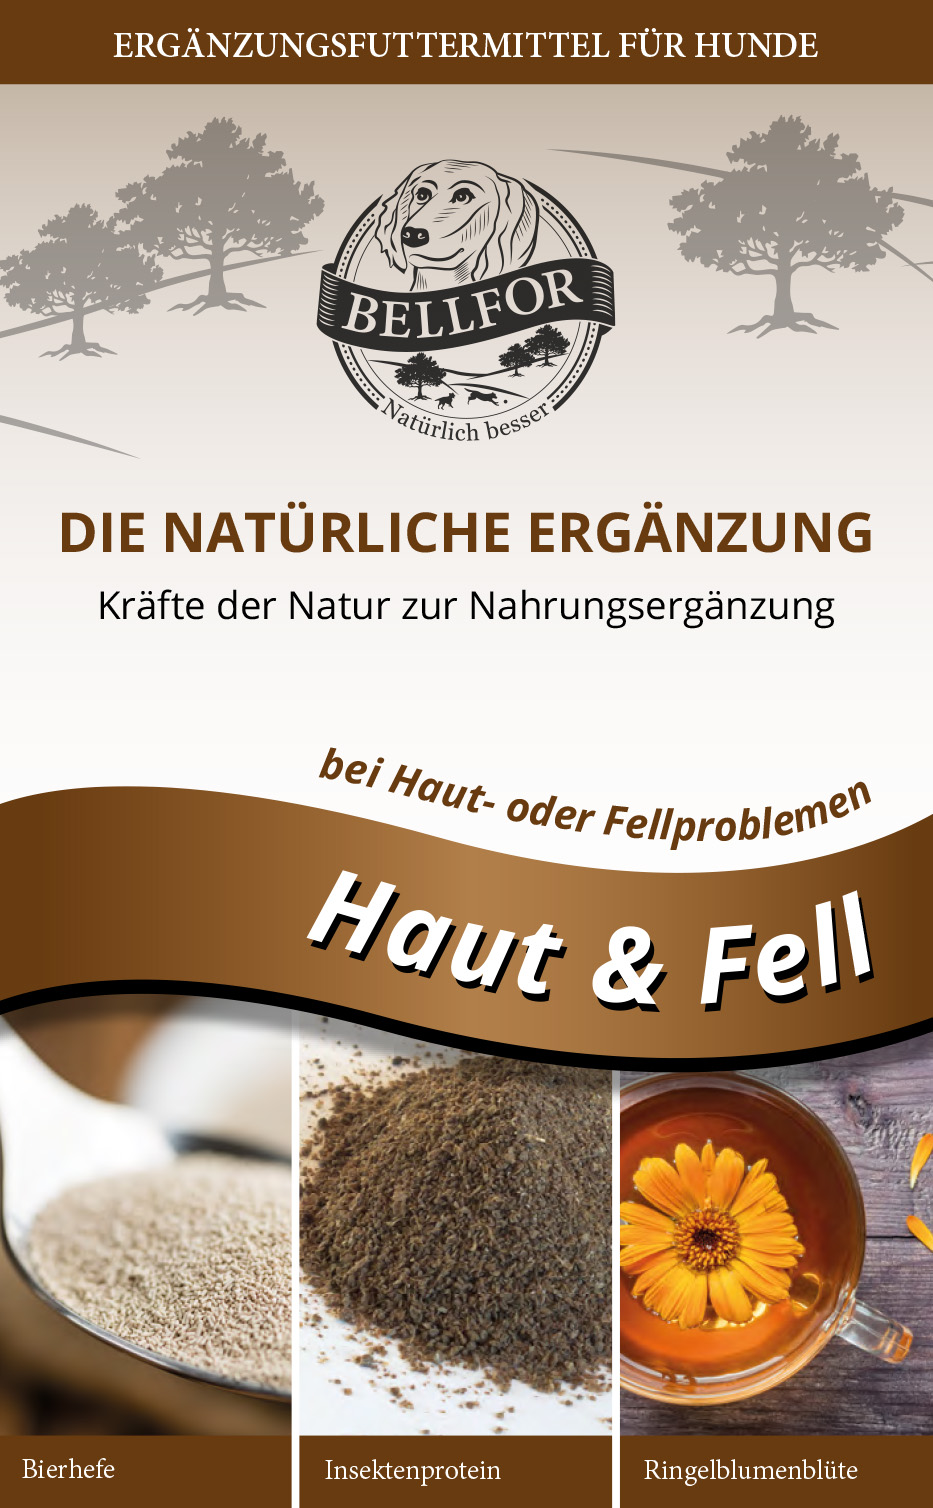 ERGÄNZUNGSFUTTERMITTEL FÜR HUNDE
BELLFOR
Natürlich besser
DIE NATÜRLICHE ERGÄNZUNG
Kräfte der Natur zur Nahrungsergänzung
bei Haut- oder Fellproblemen
Haut & Fell
Bierhefe
Insektenprotein
Ringelblumenblüte